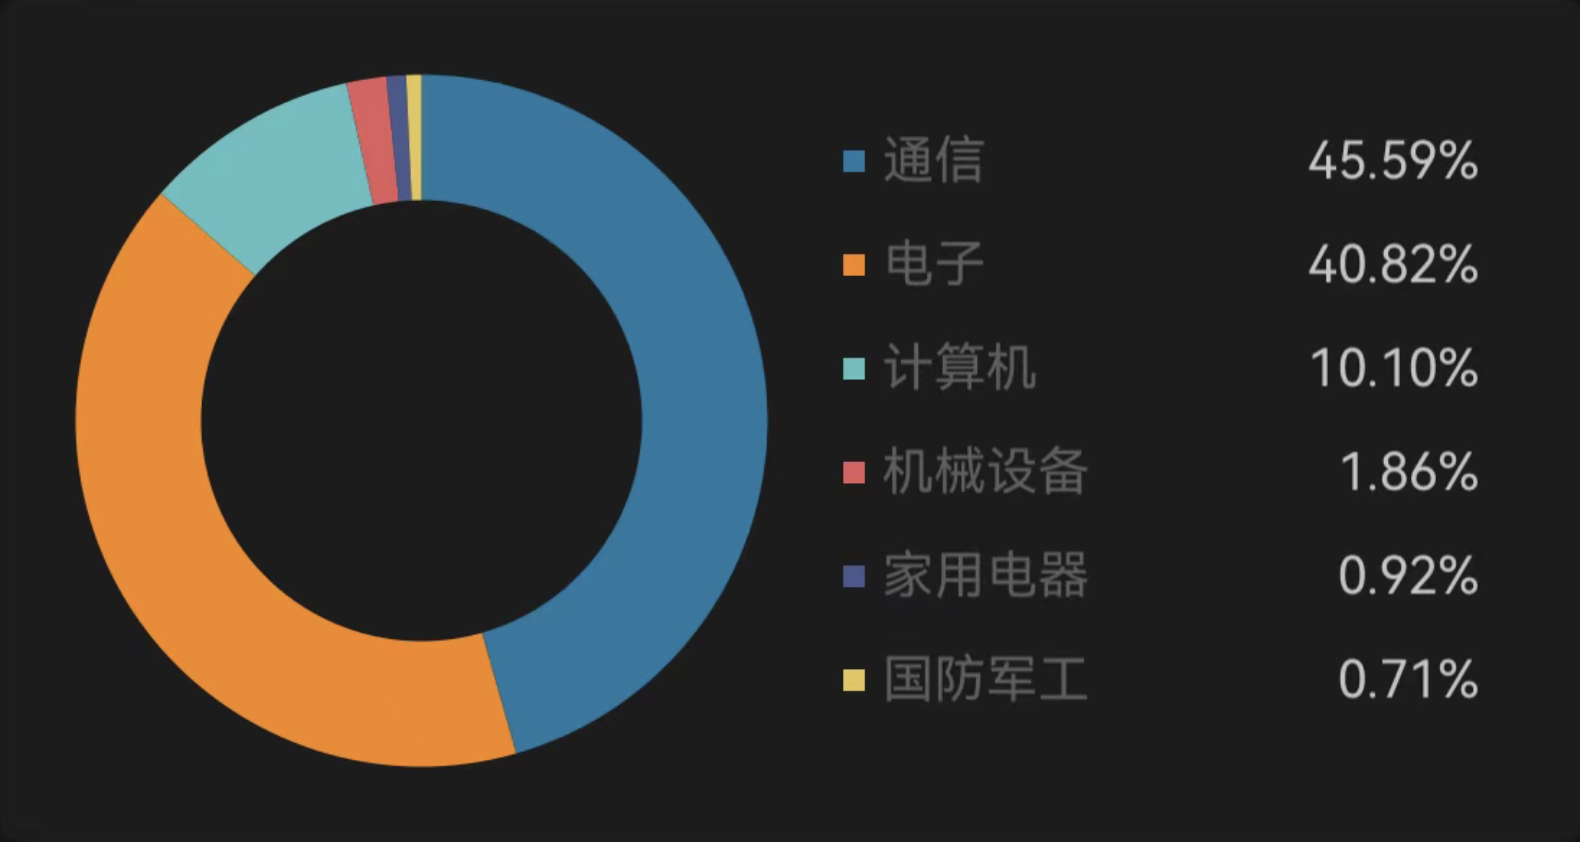 通信 45.59%
电子 40.82%
计算机 10.10%
机械设备 1.86%
家用电器 0.92%
国防军工 0.71%